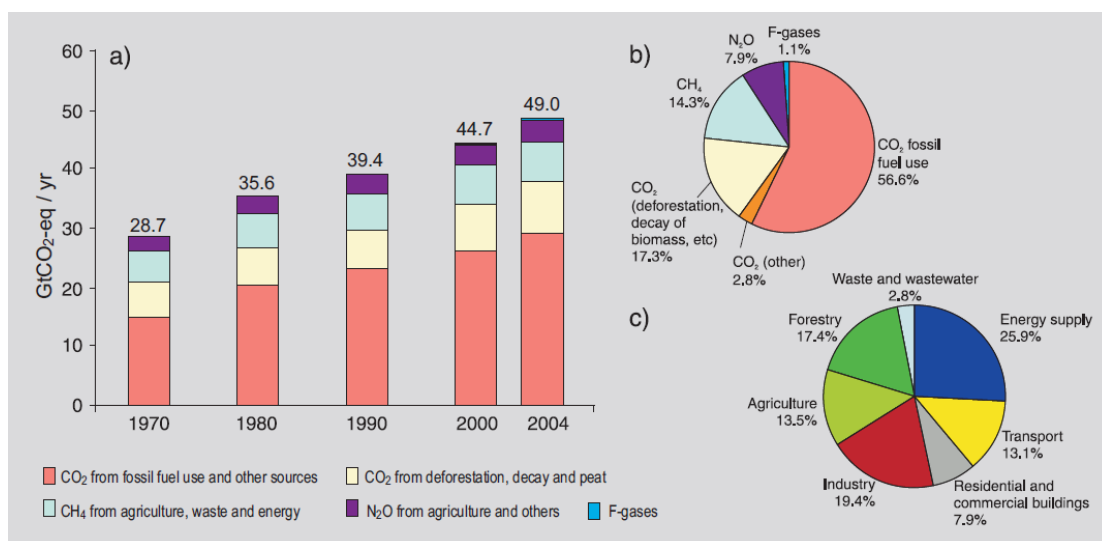 a)
GtCO₂-eq / yr
60
50
40
30
20
10
0
28.7
35.6
39.4
44.7
49.0
1970
1980
1990
2000
2004
CO₂ from fossil fuel use and other sources
CO₂ from deforestation, decay and peat
CH₄ from agriculture, waste and energy
N₂O from agriculture and others
F-gases
b)
F-gases
1.1%
N₂O
7.9%
CH₄
14.3%
CO₂ fossil
fuel use
56.6%
CO₂
(deforestation,
decay of
biomass, etc)
17.3%
CO₂ (other)
2.8%
c)
Waste and wastewater
2.8%
Forestry
17.4%
Energy supply
25.9%
Agriculture
13.5%
Transport
13.1%
Industry
19.4%
Residential and
commercial buildings
7.9%